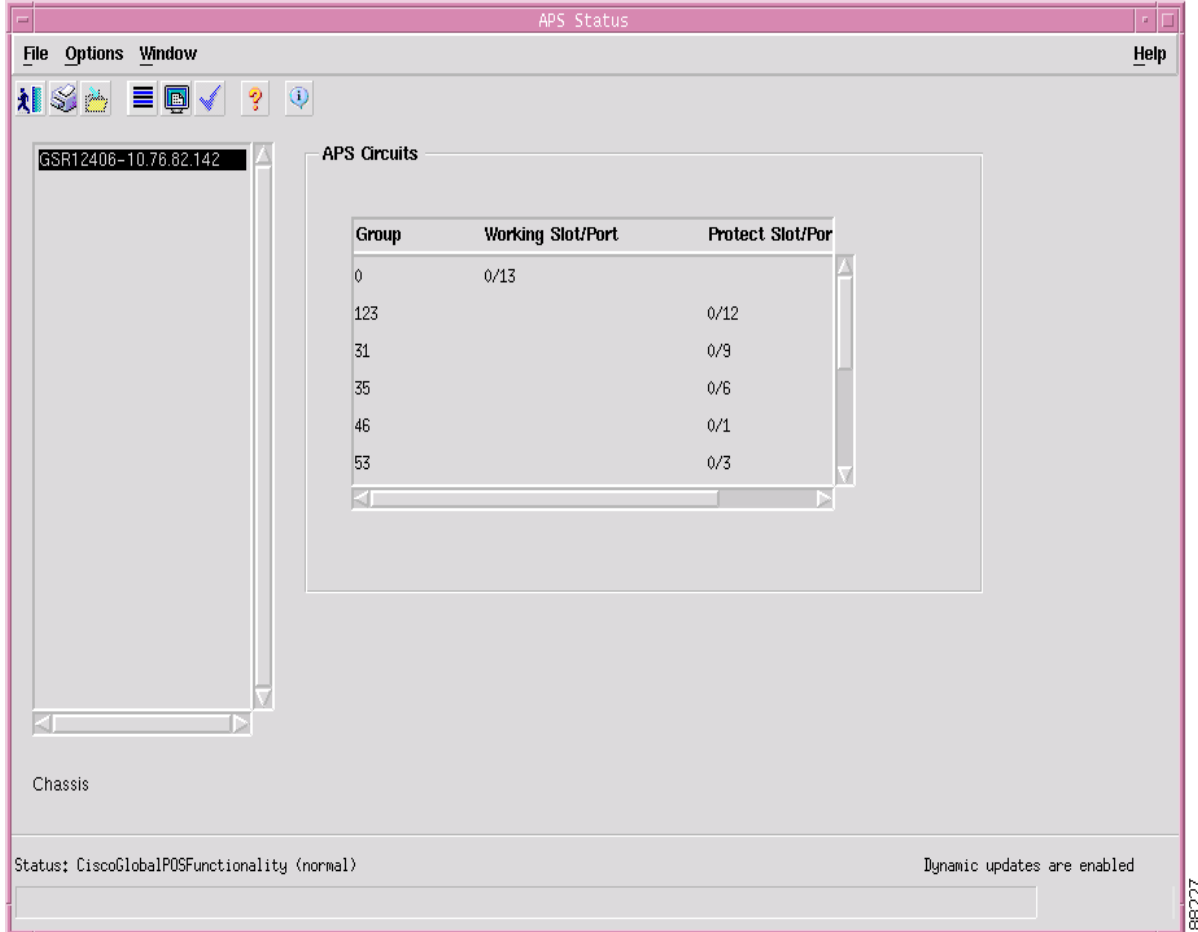 APS Status
File Options Window Help
GSR12406-10.76.82.142
APS Circuits
Group Working Slot/Port Protect Slot/Por
0 0/13
123 0/12
31 0/9
35 0/6
46 0/1
53 0/3
Chassis
Status: CiscoGlobalPOSFunctionality (normal) Dynamic updates are enabled
88227